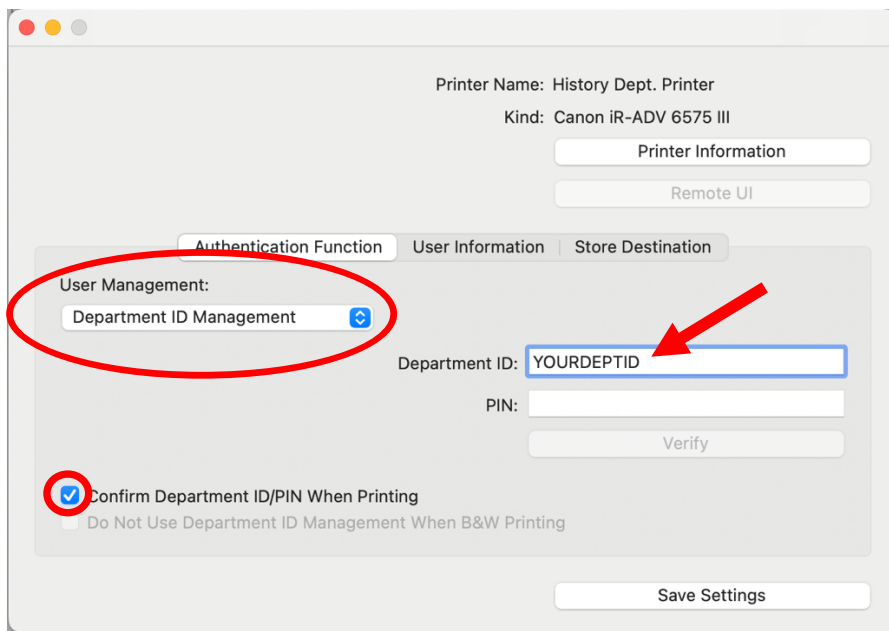 Printer Name: History Dept. Printer
Kind: Canon iR-ADV 6575 III
Printer Information
Remote UI
Authentication Function User Information Store Destination
User Management:
Department ID Management
Department ID: YOURDEPTID
PIN:
Verify
Confirm Department ID/PIN When Printing
Do Not Use Department ID Management When B&W Printing
Save Settings